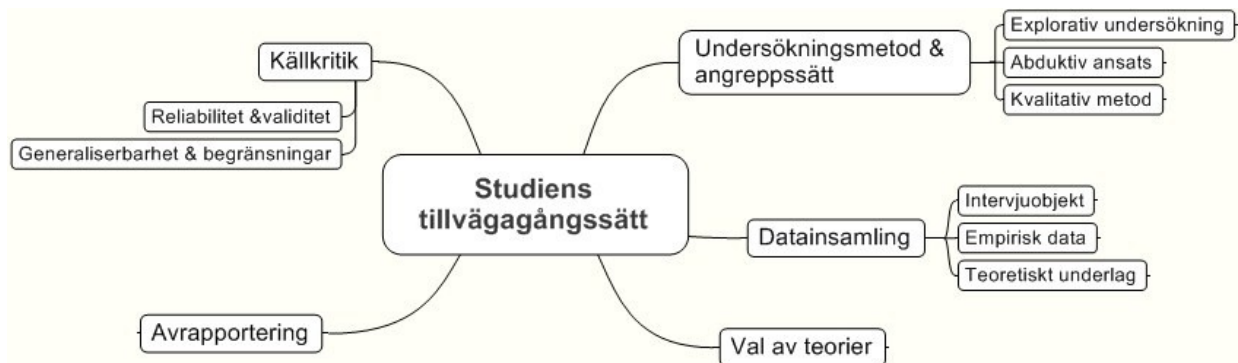 Studiens
tillvägagångssätt
Undersökningsmetod &
angreppssätt
Explorativ undersökning
Abduktiv ansats
Kvalitativ metod
Datainsamling
Intervjuobjekt
Empirisk data
Teoretiskt underlag
Val av teorier
Avrapportering
Källkritik
Reliabilitet &validitet
Generaliserbarhet & begränsningar